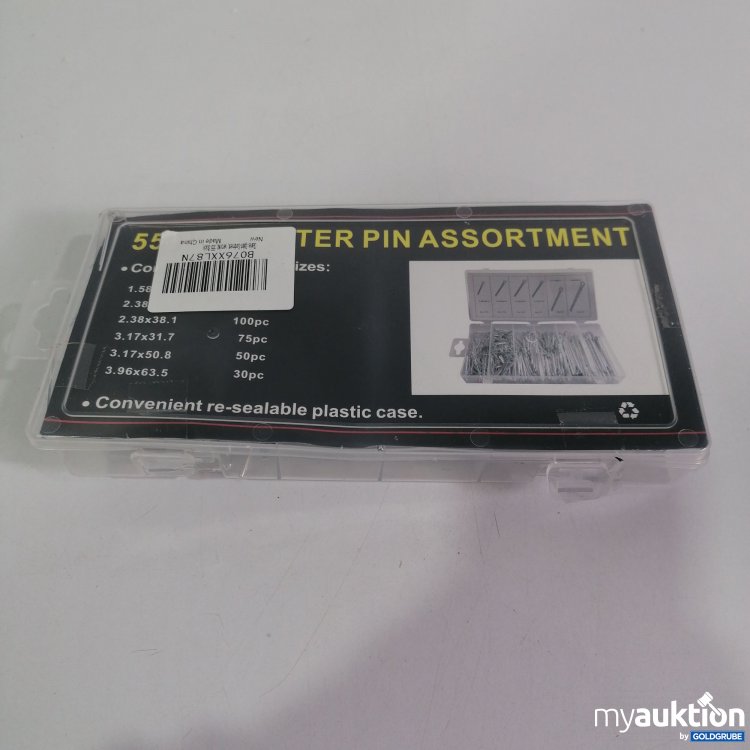 55 TER PIN ASSORTMENT
• Co izes:
1.58
2.38
2.38x38.1 100pc
3.17x31.7 75pc
3.17x50.8 50pc
3.96x63.5 30pc
• Convenient re-sealable plastic case.
B076XXL87N
New Made in China
myauktion
by GOLDGRUBE